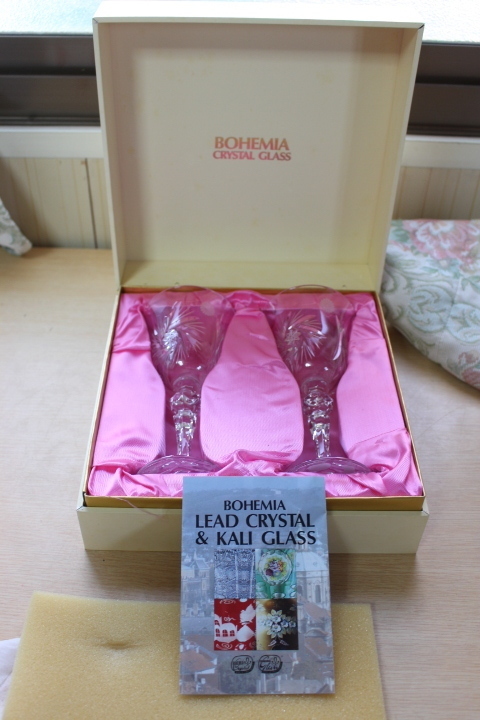 BOHEMIA
CRYSTAL GLASS
BOHEMIA
LEAD CRYSTAL
& KALI GLASS